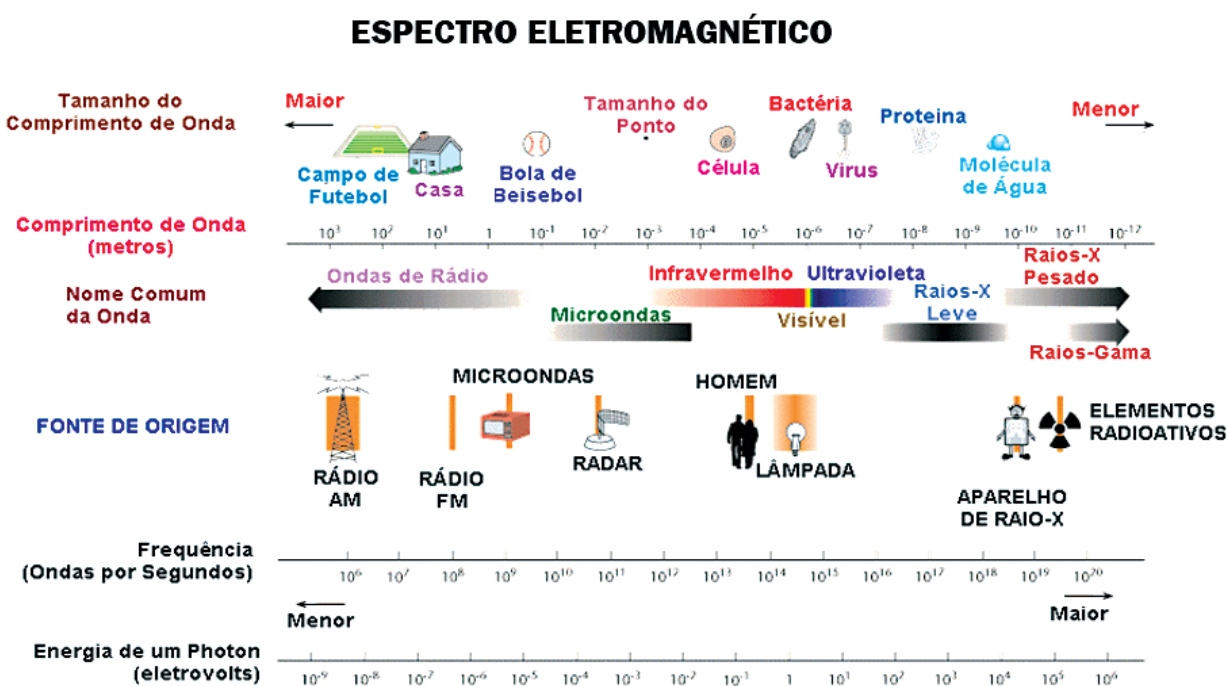 ESPECTRO ELETROMAGNÉTICO
Tamanho do
Comprimento de Onda
Maior
Campo de
Futebol
Casa
Bola de
Beisebol
Tamanho do
Ponto
Célula
Bactéria
Virus
Proteina
Molécula
de Água
Menor
Comprimento de Onda
(metros)
10³ 10² 10¹ 1 10⁻¹ 10⁻² 10⁻³ 10⁻⁴ 10⁻⁵ 10⁻⁶ 10⁻⁷ 10⁻⁸ 10⁻⁹ 10⁻¹⁰ 10⁻¹¹ 10⁻¹²
Nome Comum
da Onda
Ondas de Rádio
Microondas
Infravermelho
Visível
Ultravioleta
Raios-X
Leve
Raios-X
Pesado
Raios-Gama
FONTE DE ORIGEM
RÁDIO
AM
RÁDIO
FM
MICROONDAS
RADAR
HOMEM
LÂMPADA
APARELHO
DE RAIO-X
ELEMENTOS
RADIOATIVOS
Frequência
(Ondas por Segundos)
10⁶ 10⁷ 10⁸ 10⁹ 10¹⁰ 10¹¹ 10¹² 10¹³ 10¹⁴ 10¹⁵ 10¹⁶ 10¹⁷ 10¹⁸ 10¹⁹ 10²⁰
Menor
Maior
Energia de um Photon
(eletrovolts)
10⁻⁹ 10⁻⁸ 10⁻⁷ 10⁻⁶ 10⁻⁵ 10⁻⁴ 10⁻³ 10⁻² 10⁻¹ 1 10¹ 10² 10³ 10⁴ 10⁵ 10⁶